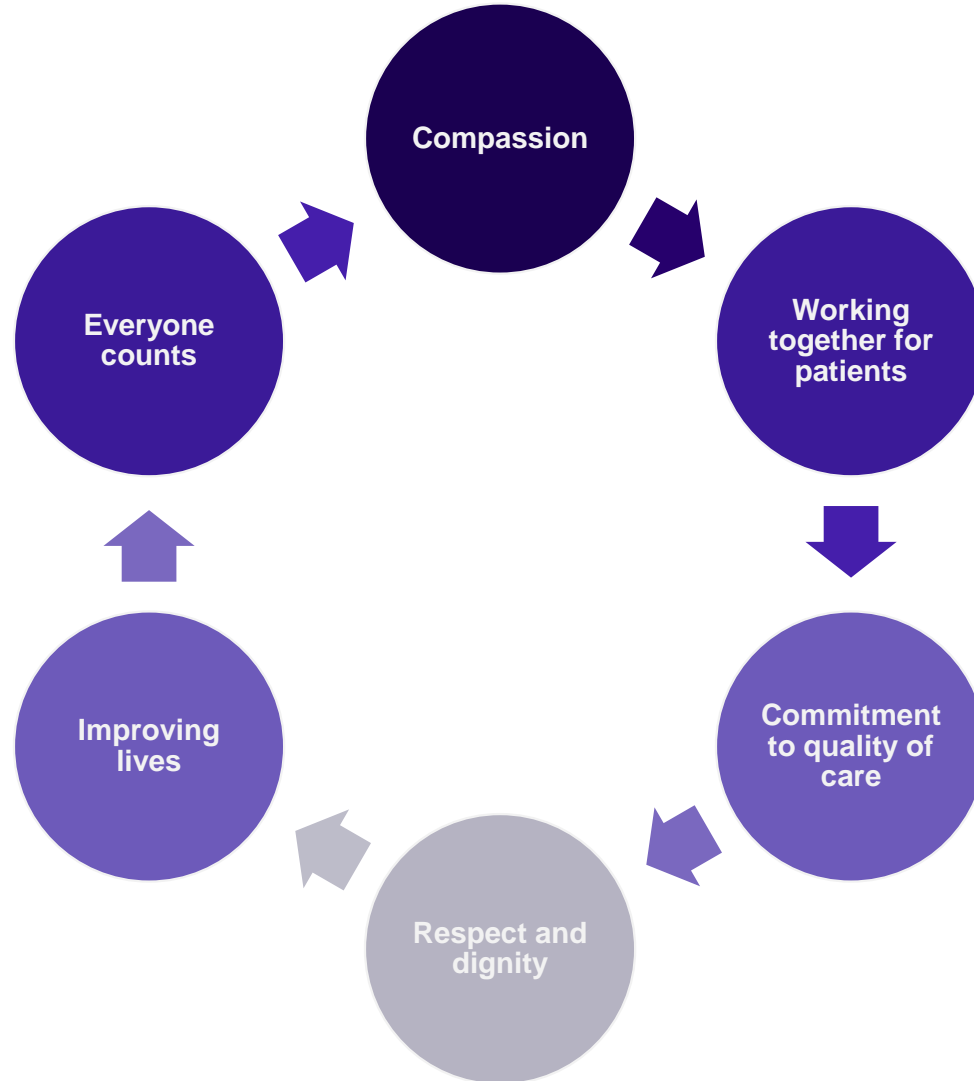 Compassion
Working
together for
patients
Commitment
to quality of
care
Respect and
dignity
Improving
lives
Everyone
counts